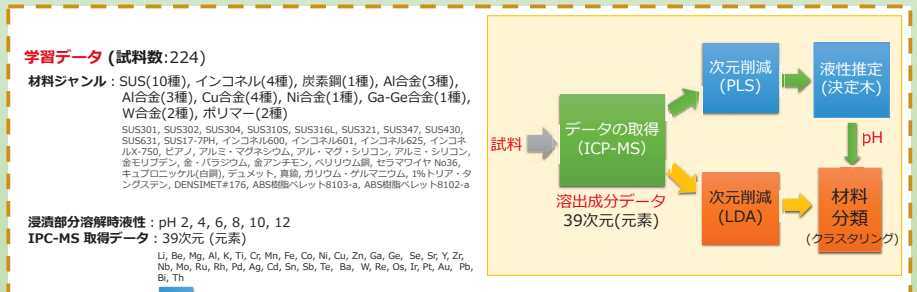 学習データ (試料数:224)
材料ジャンル：SUS(10種), インコネル(4種), 炭素鋼(1種), Al合金(3種),
Al合金(3種), Cu合金(4種), Ni合金(1種), Ga-Ge合金(1種),
W合金(2種), ポリマー(2種)
SUS301, SUS302, SUS304, SUS310S, SUS316L, SUS321, SUS347, SUS430,
SUS631, SUS17-7PH, インコネル600, インコネル601, インコネル625, インコネ
ルX-750, ピアノ, アルミ・マグネシウム, アル・マグ・シリコン, アルミ・シリコン,
金モリブデン, 金・パラジウム, 金アンチモン, ベリリウム銅, セラマワイヤ No36,
キュプロニッケル(白銅), デュメット, 真鍮, ガリウム・ゲルマニウム, 1%トリア・タ
ングステン, DENSIMET#176, ABS樹脂ペレット8103-a, ABS樹脂ペレット8102-a
浸漬部分溶解時液性：pH 2, 4, 6, 8, 10, 12
IPC-MS 取得データ：39次元 (元素)
Li, Be, Mg, Al, K, Ti, Cr, Mn, Fe, Co, Ni, Cu, Zn, Ga, Ge, Se, Sr, Y, Zr,
Nb, Mo, Ru, Rh, Pd, Ag, Cd, Sn, Sb, Te, Ba, W, Re, Os, Ir, Pt, Au, Pb,
Bi, Th
試料
データの取得
(ICP-MS)
溶出成分データ
39次元(元素)
次元削減
(PLS)
液性推定
(決定木)
pH
次元削減
(LDA)
材料
分類
(クラスタリング)